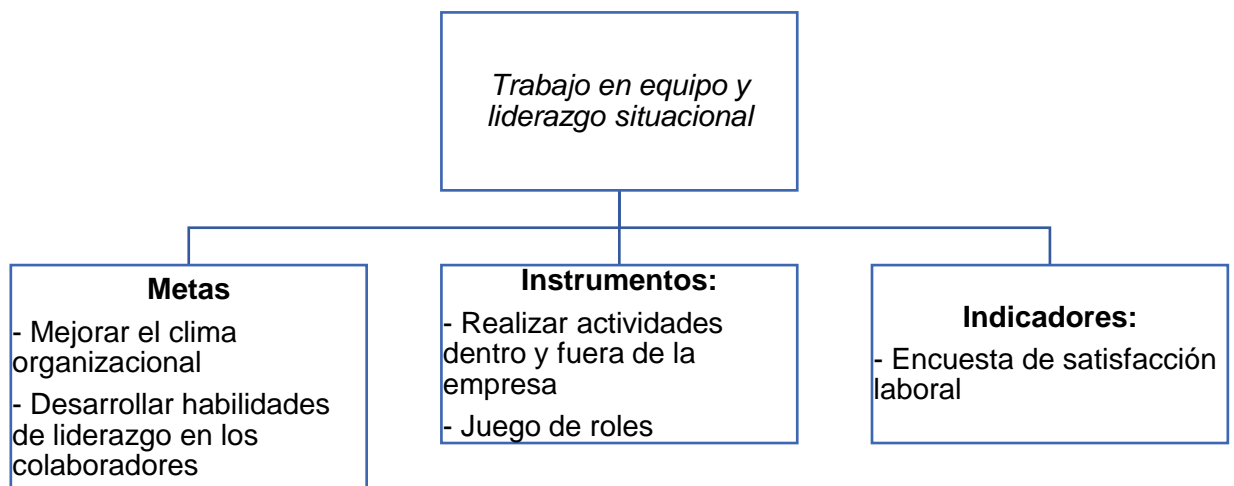 Trabajo en equipo y
liderazgo situacional
Metas
- Mejorar el clima
organizacional
- Desarrollar habilidades
de liderazgo en los
colaboradores
Instrumentos:
- Realizar actividades
dentro y fuera de la
empresa
- Juego de roles
Indicadores:
- Encuesta de satisfacción
laboral